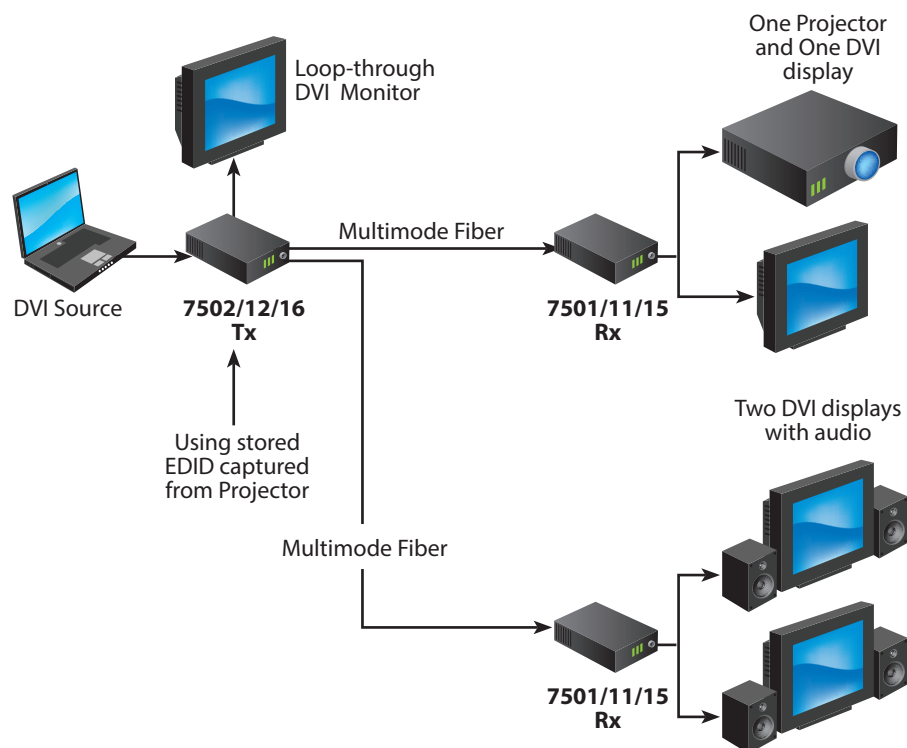 One Projector
and One DVI
display
Loop-through
DVI Monitor
Multimode Fiber
DVI Source
7502/12/16
Tx
7501/11/15
Rx
Using stored
EDID captured
from Projector
Two DVI displays
with audio
Multimode Fiber
7501/11/15
Rx